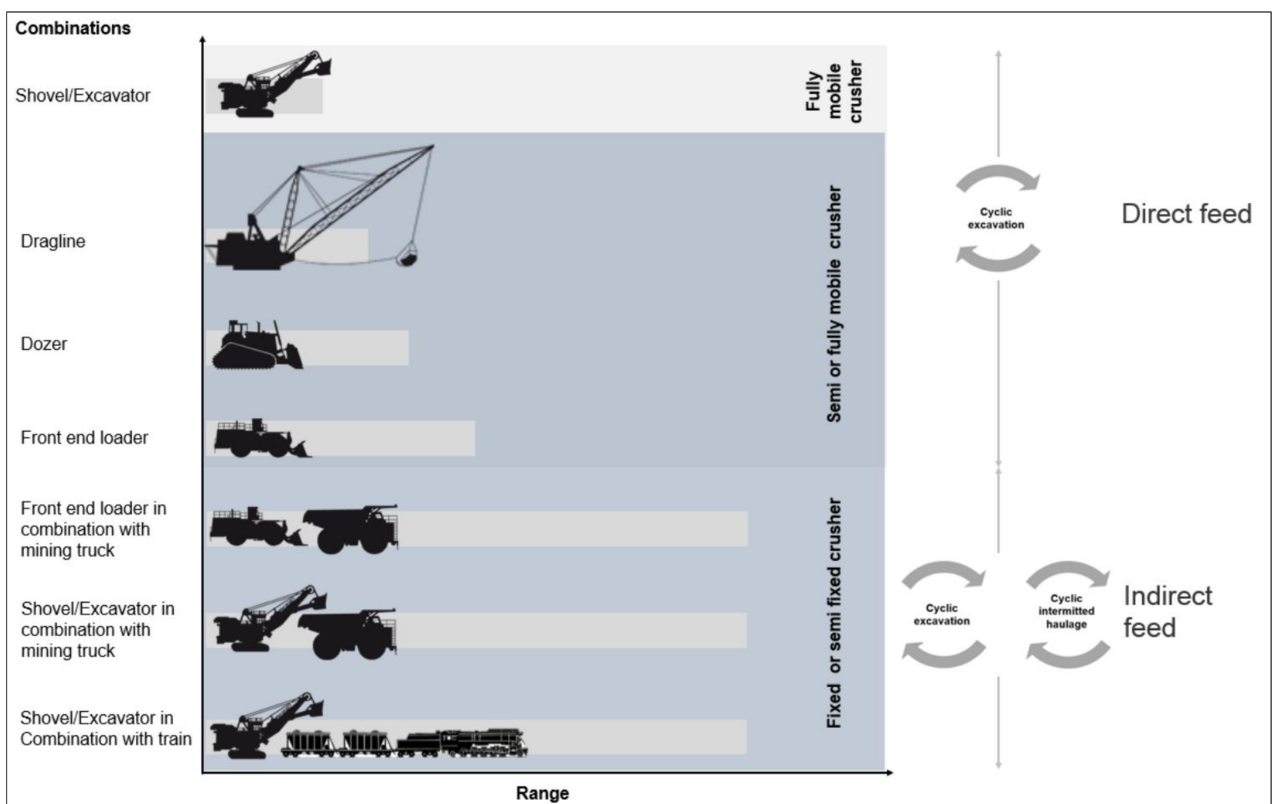 Combinations
Shovel/Excavator
Fully
mobile
crusher
Dragline
Dozer
Front end loader
Semi or fully mobile crusher
Cyclic
excavation
Direct feed
Front end loader in
combination with
mining truck
Shovel/Excavator in
combination with
mining truck
Shovel/Excavator in
Combination with train
Fixed or semi fixed crusher
Cyclic
excavation
Cyclic
intermitted
haulage
Indirect
feed
Range